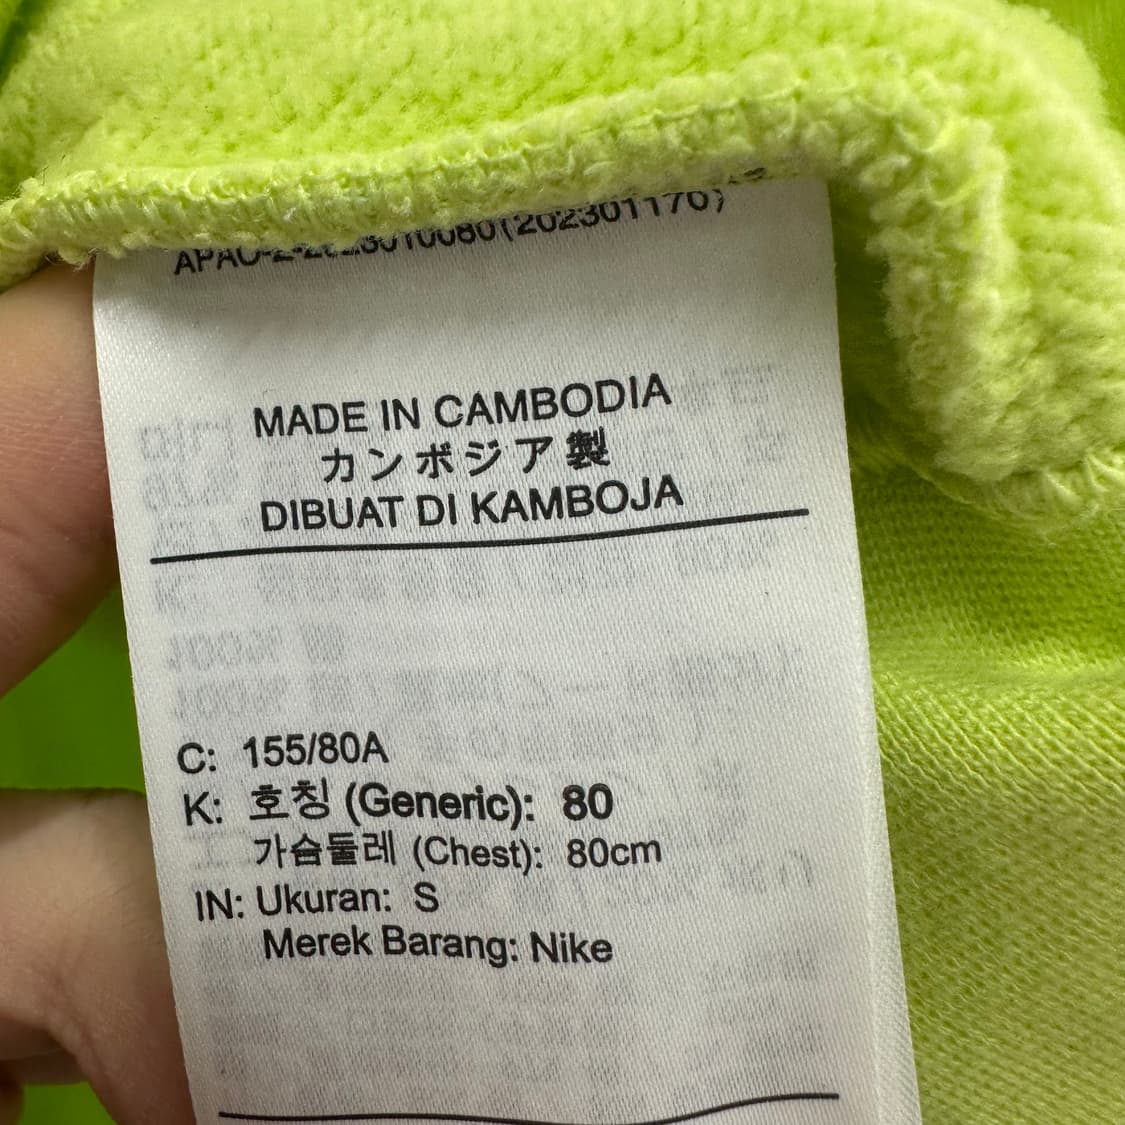 MADE IN CAMBODIA
カンボジア製
DIBUAT DI KAMBOJA
C: 155/80A
K: 호칭 (Generic): 80
가슴둘레 (Chest): 80cm
IN: Ukuran: S
Merek Barang: Nike